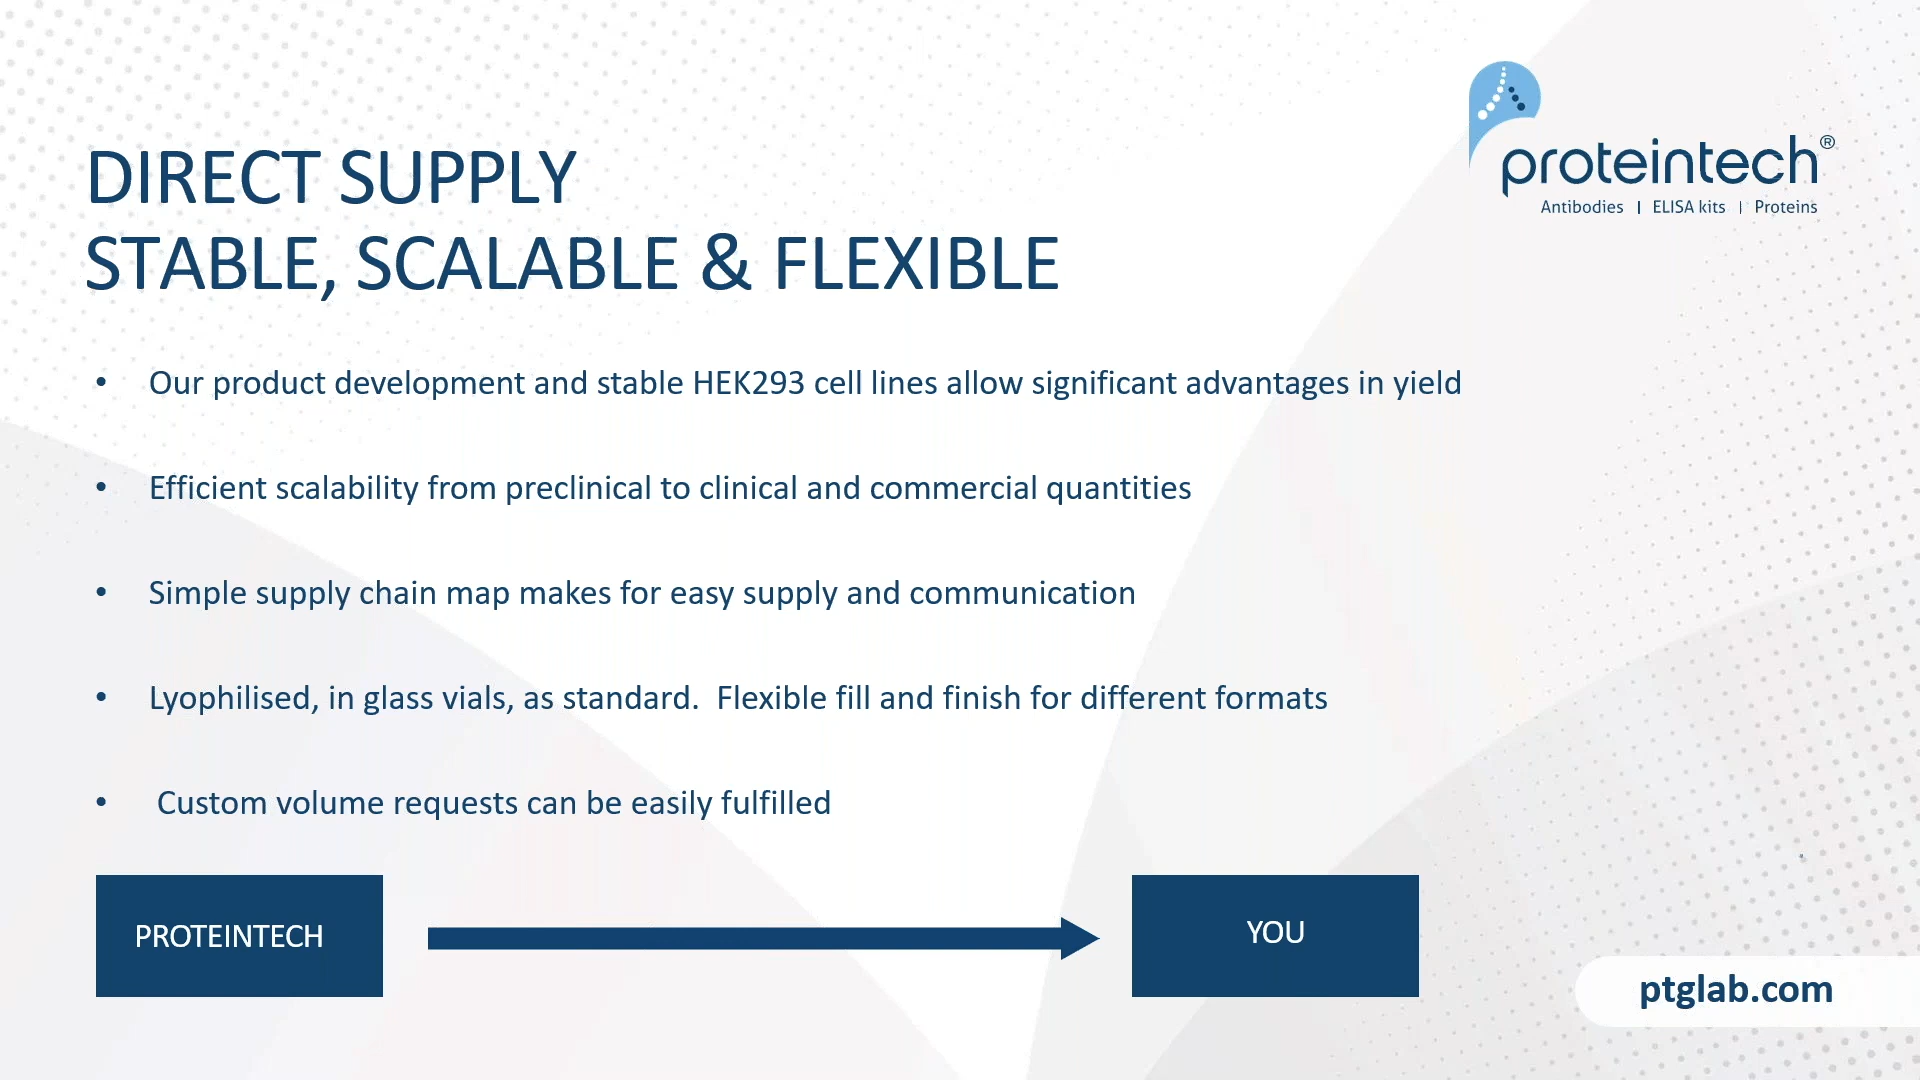 proteintech®
Antibodies | ELISA kits | Proteins
DIRECT SUPPLY
STABLE, SCALABLE & FLEXIBLE
• Our product development and stable HEK293 cell lines allow significant advantages in yield
• Efficient scalability from preclinical to clinical and commercial quantities
• Simple supply chain map makes for easy supply and communication
• Lyophilised, in glass vials, as standard.  Flexible fill and finish for different formats
• Custom volume requests can be easily fulfilled
PROTEINTECH
YOU
ptglab.com